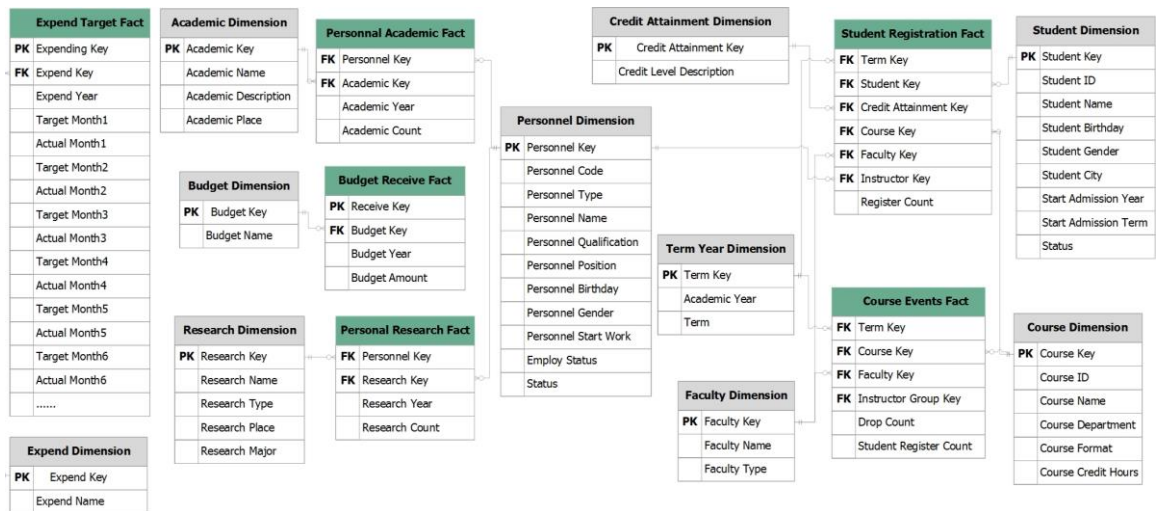 Expend Target Fact
PK Expending Key
FK Expend Key
Expend Year
Target Month1
Actual Month1
Target Month2
Actual Month2
Target Month3
Actual Month3
Target Month4
Actual Month4
Target Month5
Actual Month5
Target Month6
Actual Month6
......
Expend Dimension
PK Expend Key
Expend Name
Academic Dimension
PK Academic Key
Academic Name
Academic Description
Academic Place
Budget Dimension
PK Budget Key
Budget Name
Research Dimension
PK Research Key
Research Name
Research Type
Research Place
Research Major
Personnal Academic Fact
FK Personnel Key
FK Academic Key
Academic Year
Academic Count
Budget Receive Fact
PK Receive Key
FK Budget Key
Budget Year
Budget Amount
Personal Research Fact
FK Personnel Key
FK Research Key
Research Year
Research Count
Personnel Dimension
PK Personnel Key
Personnel Code
Personnel Type
Personnel Name
Personnel Qualification
Personnel Position
Personnel Birthday
Personnel Gender
Personnel Start Work
Employ Status
Status
Credit Attainment Dimension
PK Credit Attainment Key
Credit Level Description
Term Year Dimension
PK Term Key
Academic Year
Term
Faculty Dimension
PK Faculty Key
Faculty Name
Faculty Type
Student Registration Fact
FK Term Key
FK Student Key
FK Credit Attainment Key
FK Course Key
FK Faculty Key
FK Instructor Key
Register Count
Course Events Fact
FK Term Key
FK Course Key
FK Faculty Key
FK Instructor Group Key
Drop Count
Student Register Count
Student Dimension
PK Student Key
Student ID
Student Name
Student Birthday
Student Gender
Student City
Start Admission Year
Start Admission Term
Status
Course Dimension
PK Course Key
Course ID
Course Name
Course Department
Course Format
Course Credit Hours